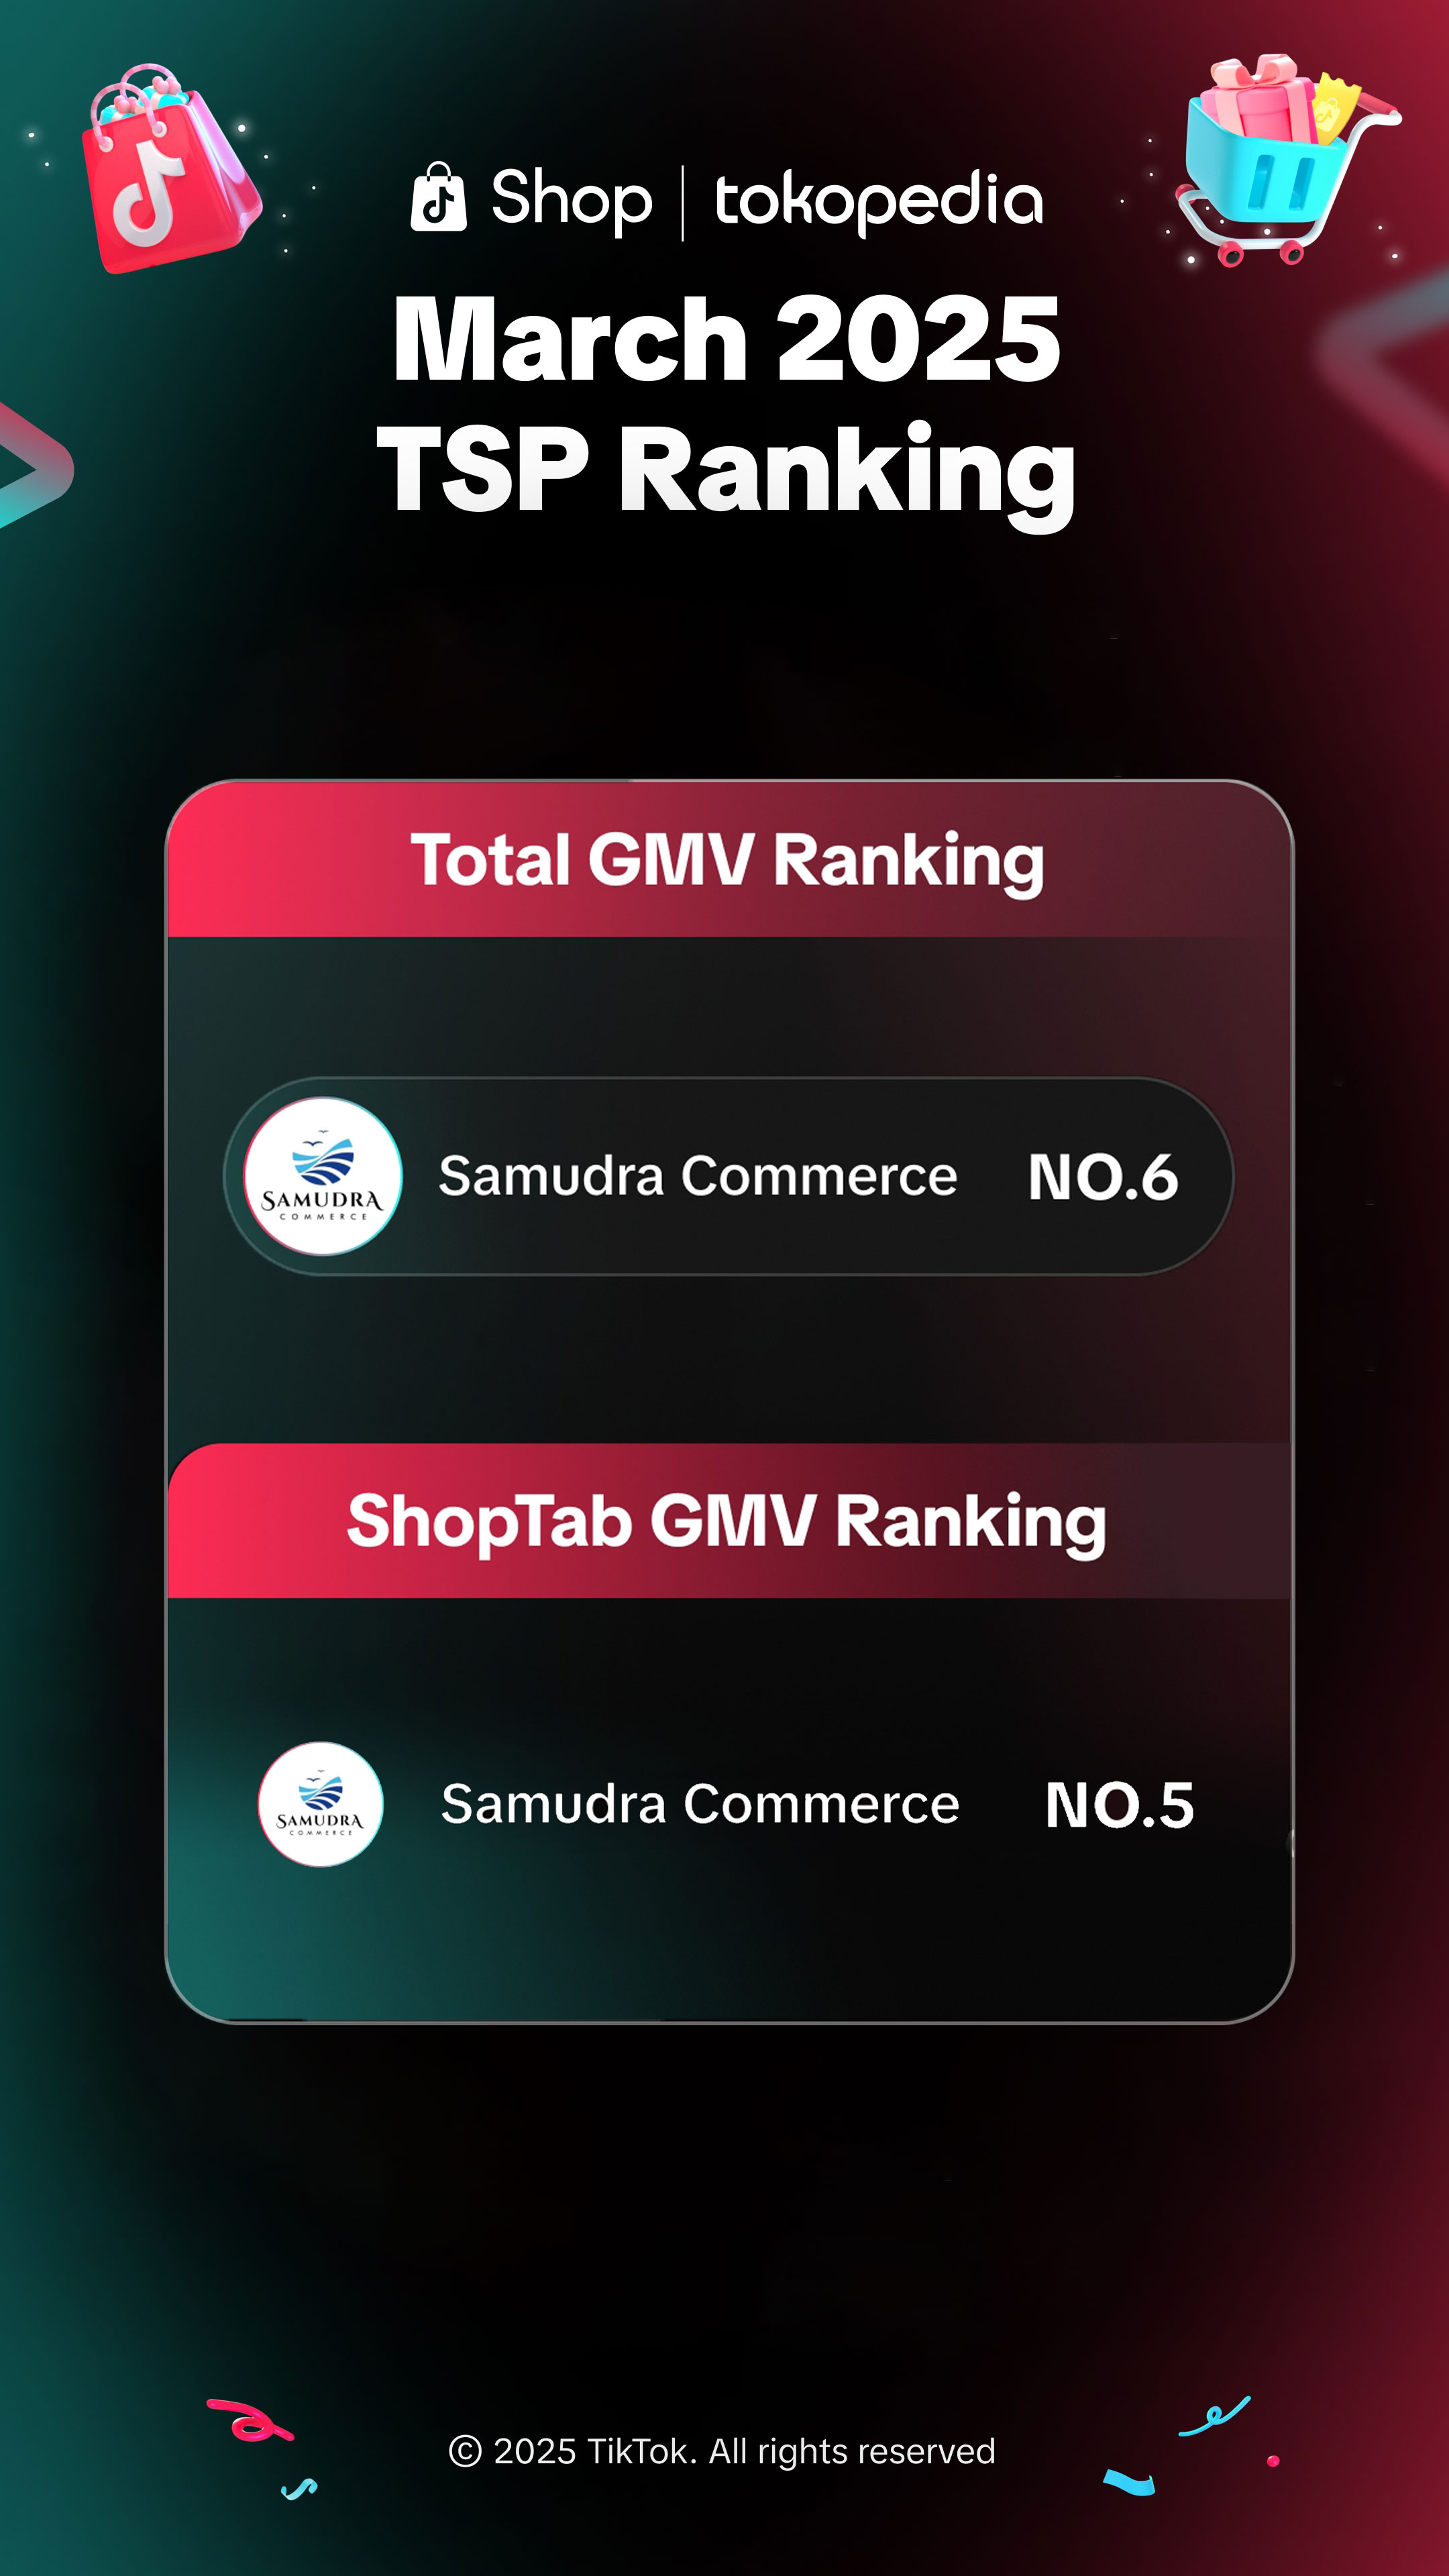 Shop | tokopedia
March 2025
TSP Ranking
Total GMV Ranking
SAMUDRA
COMMERCE
Samudra Commerce
NO.6
ShopTab GMV Ranking
SAMUDRA
COMMERCE
Samudra Commerce
NO.5
© 2025 TikTok. All rights reserved